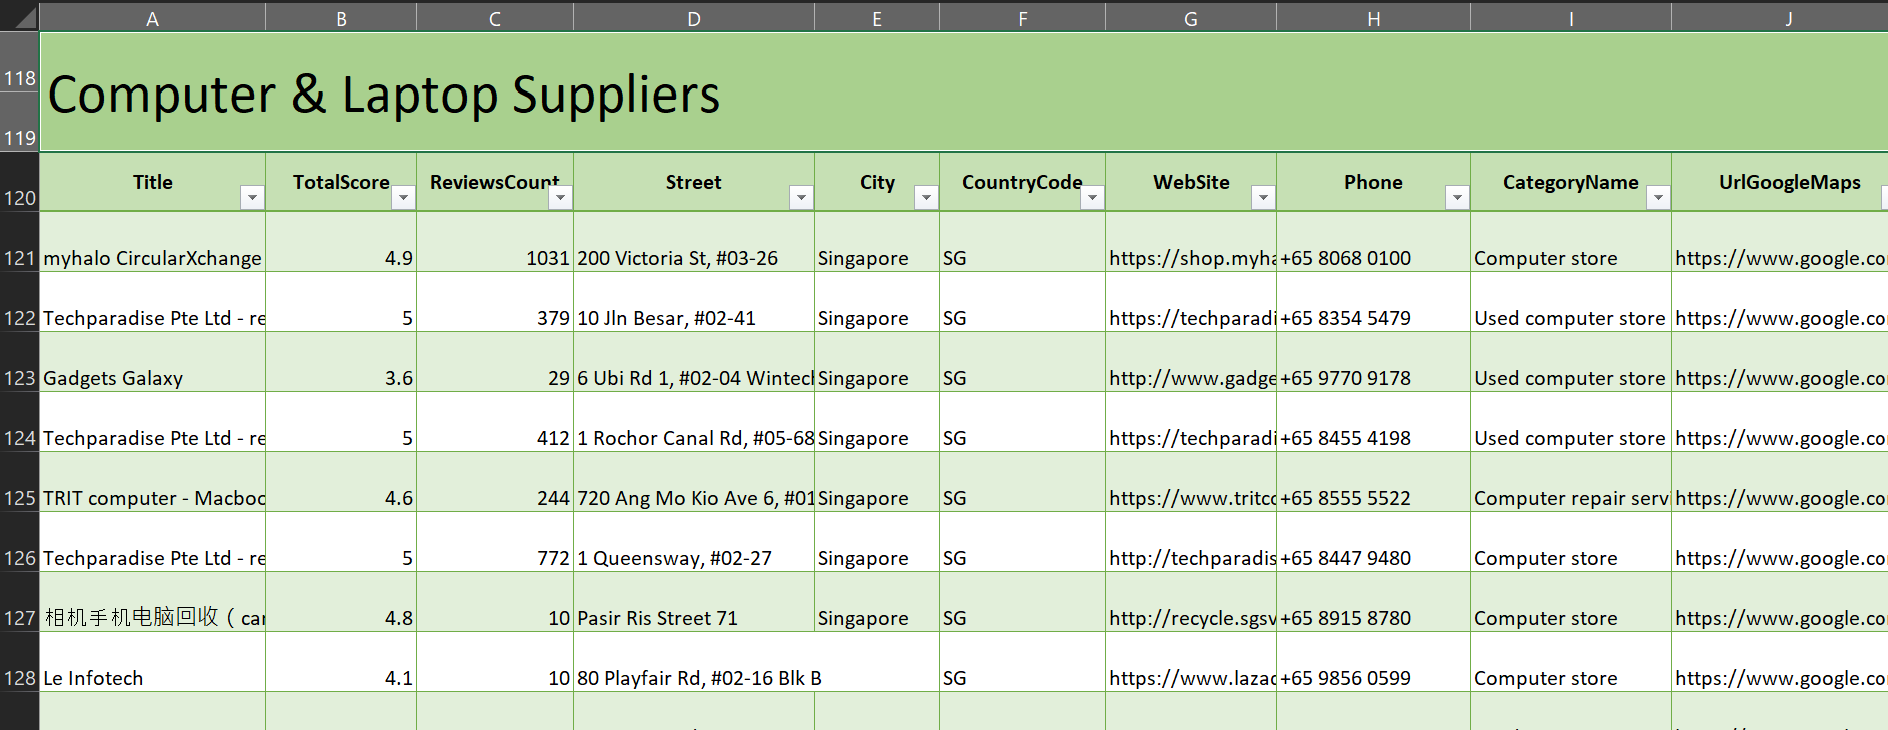 A B C D E F G H I J
118 Computer & Laptop Suppliers
119
120 Title TotalScore ReviewsCount Street City CountryCode WebSite Phone CategoryName UrlGoogleMaps
121 myhalo CircularXchange 4.9 1031 200 Victoria St, #03-26 Singapore SG https://shop.myha +65 8068 0100 Computer store https://www.google.co
122 Techparadise Pte Ltd - re 5 379 10 Jln Besar, #02-41 Singapore SG https://techparadi +65 8354 5479 Used computer store https://www.google.co
123 Gadgets Galaxy 3.6 29 6 Ubi Rd 1, #02-04 Wintech Singapore SG http://www.gadge +65 9770 9178 Used computer store https://www.google.co
124 Techparadise Pte Ltd - re 5 412 1 Rochor Canal Rd, #05-68 Singapore SG https://techparadi +65 8455 4198 Used computer store https://www.google.co
125 TRIT computer - Macboo 4.6 244 720 Ang Mo Kio Ave 6, #01 Singapore SG https://www.tritco +65 8555 5522 Computer repair servi https://www.google.co
126 Techparadise Pte Ltd - re 5 772 1 Queensway, #02-27 Singapore SG http://techparadis +65 8447 9480 Computer store https://www.google.co
127 相机手机电脑回收（car 4.8 10 Pasir Ris Street 71 Singapore SG http://recycle.sgsv +65 8915 8780 Computer store https://www.google.co
128 Le Infotech 4.1 10 80 Playfair Rd, #02-16 Blk B SG https://www.lazad +65 9856 0599 Computer store https://www.google.co